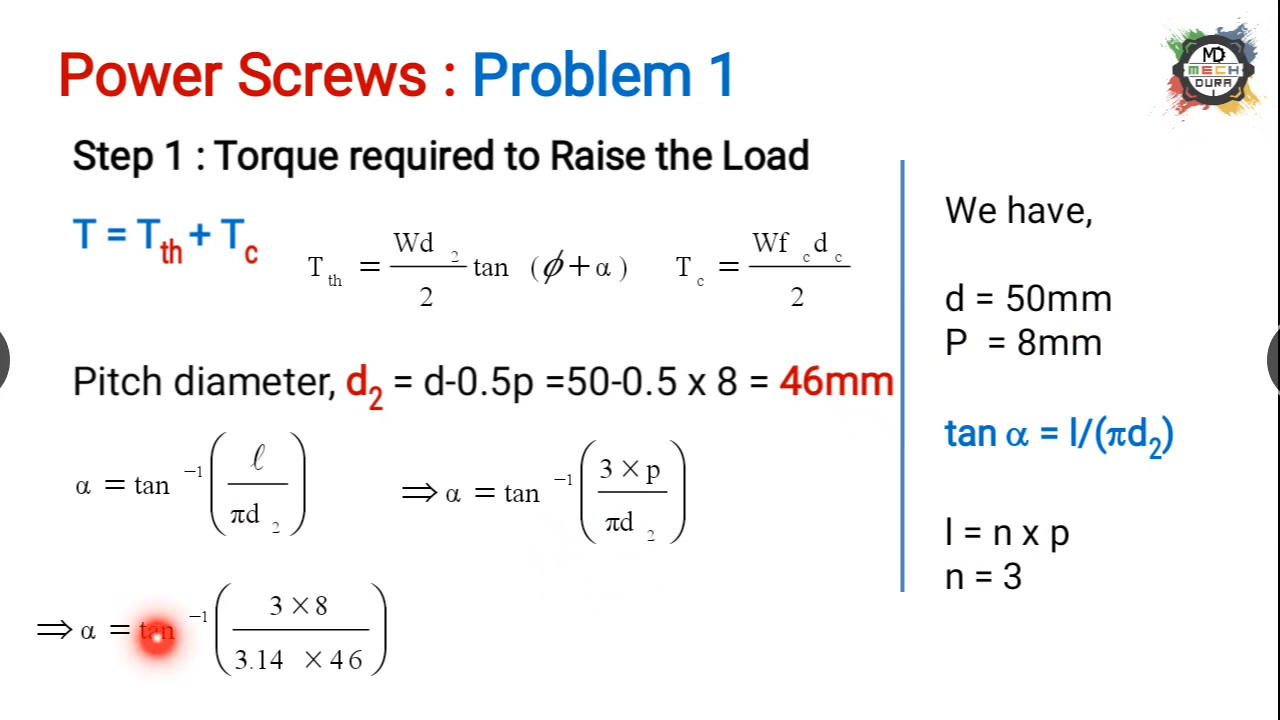 Power Screws : Problem 1
MD
MECH
DURA
Step 1 : Torque required to Raise the Load
T = Tth + Tc
Tth = Wd2 / 2 tan (ϕ + α)
Tc = Wfcdc / 2
Pitch diameter, d2 = d-0.5p =50-0.5 x 8 = 46mm
α = tan⁻¹ (ℓ / πd2)
⇒ α = tan⁻¹ (3 × p / πd2)
⇒ α = tan⁻¹ (3 × 8 / 3.14 × 46)
We have,
d = 50mm
P = 8mm
tan α = l/(πd2)
l = n x p
n = 3